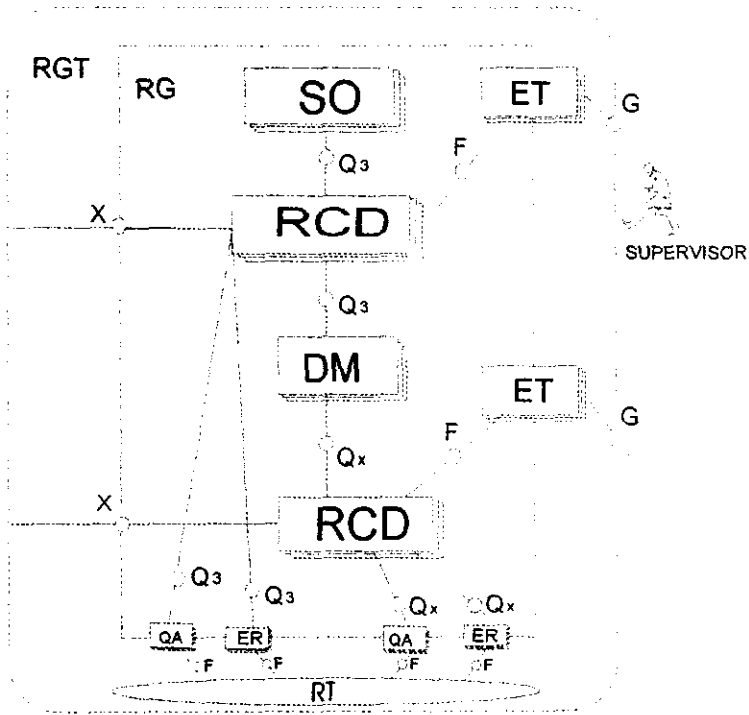 RGT
RG
SO
ET
G
Q3
F
X
RCD
SUPERVISOR
Q3
DM
ET
G
F
Qx
X
RCD
Q3
Q3
Qx
Qx
QA
ER
QA
ER
F
F
F
F
RT